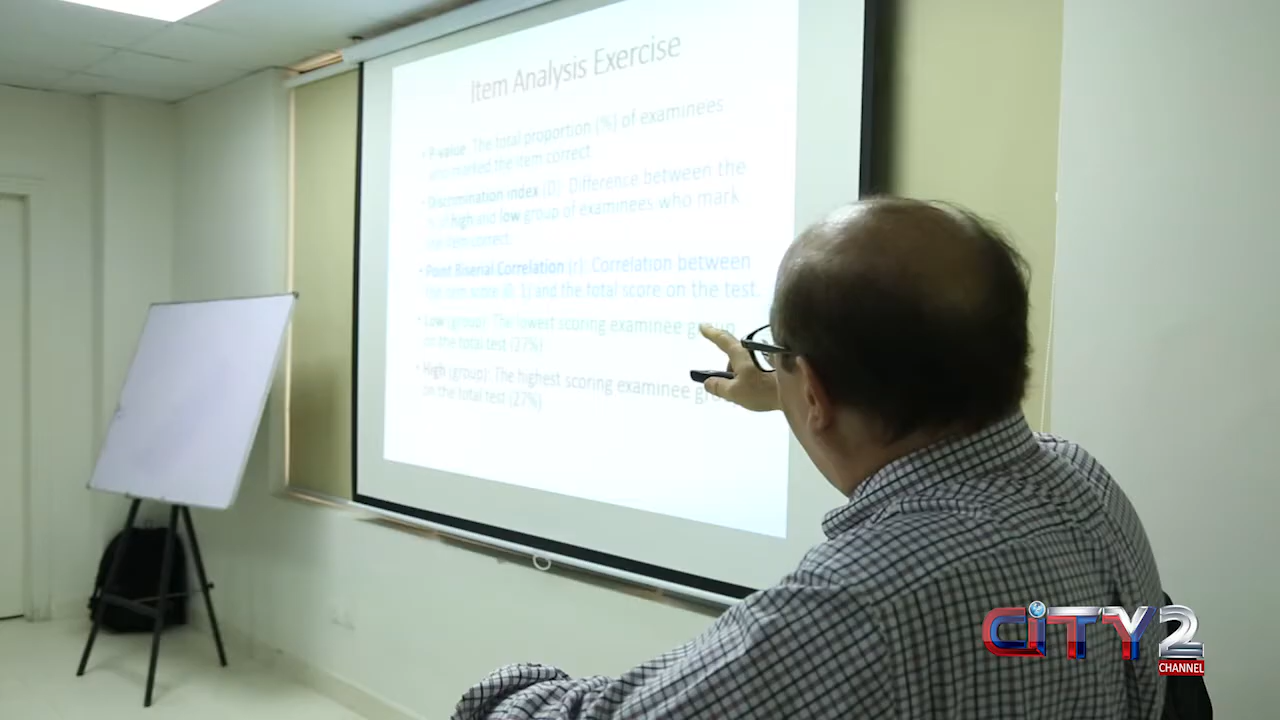 Item Analysis Exercise
• P-value: The total proportion (%) of examinees
who marked the item correct.
• Discrimination index (D): Difference between the
% of high and low group of examinees who mark
the item correct.
• Point Biserial Correlation (r): Correlation between
the item score (0, 1) and the total score on the test.
• Low (group): The lowest scoring examinee group
on the total test (27%)
• High (group): The highest scoring examinee
on the total test (27%)
CiTY2
CHANNEL